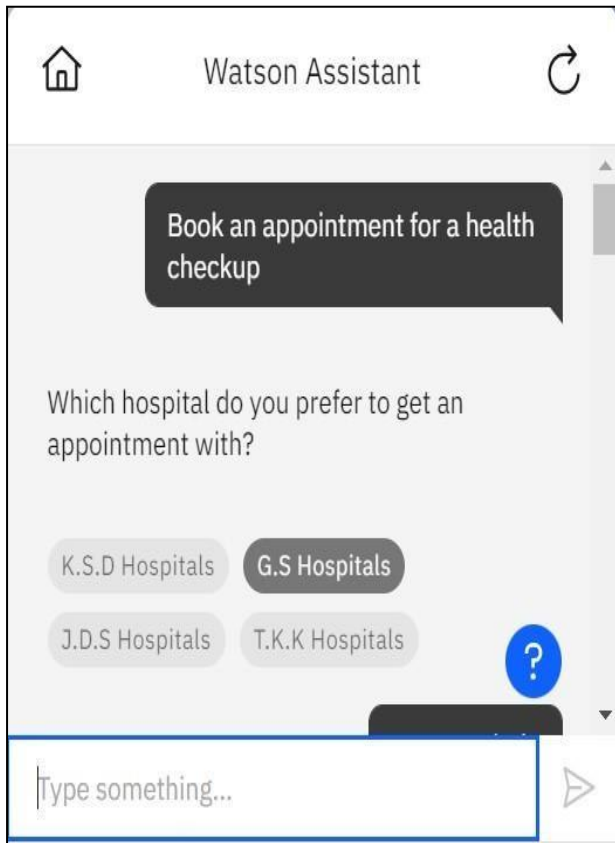 Watson Assistant
Book an appointment for a health
checkup
Which hospital do you prefer to get an
appointment with?
K.S.D Hospitals G.S Hospitals
J.D.S Hospitals T.K.K Hospitals
?
Type something...